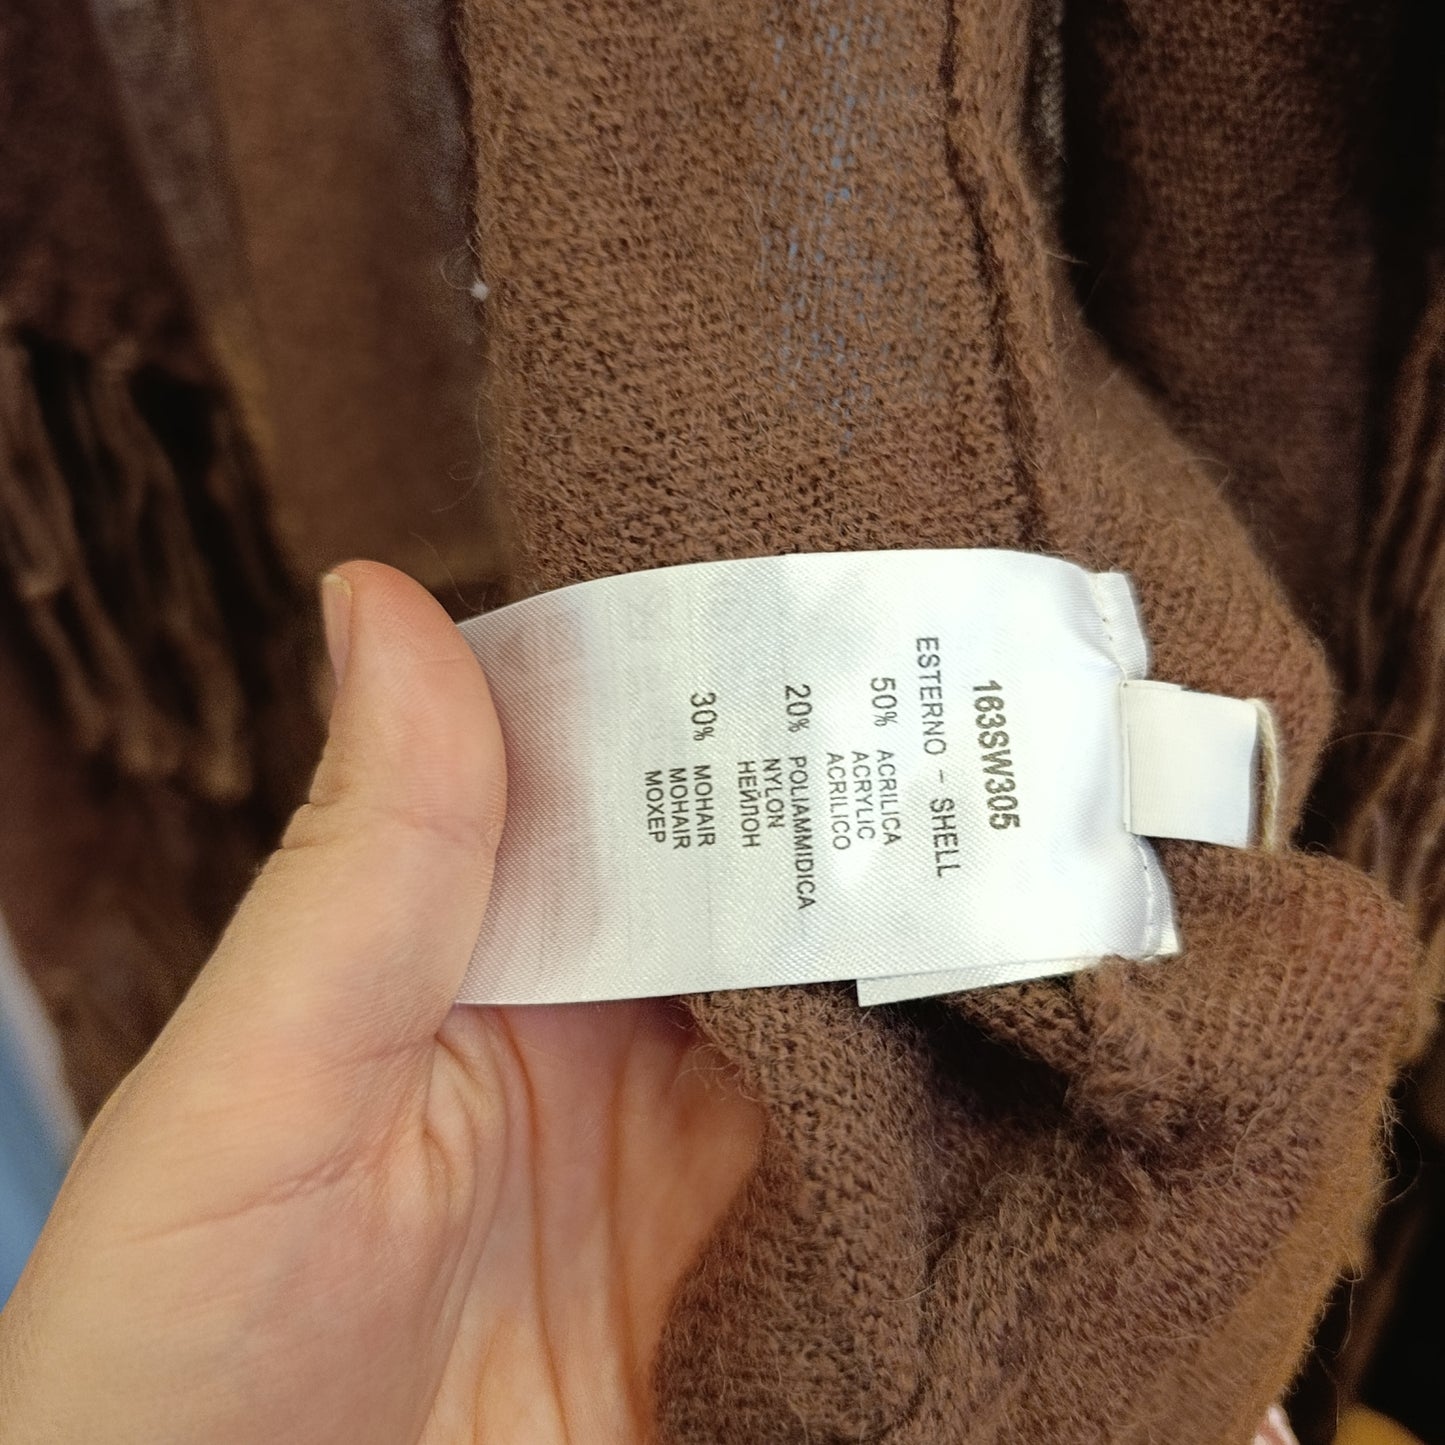 163SW305
ESTERNO - SHELL
50% ACRILICA
ACRYLIC
ACRILICO
20% POLIAMMIDICA
NYLON
НЕЙЛОН
30% MOHAIR
MOHAIR
МОХЕР